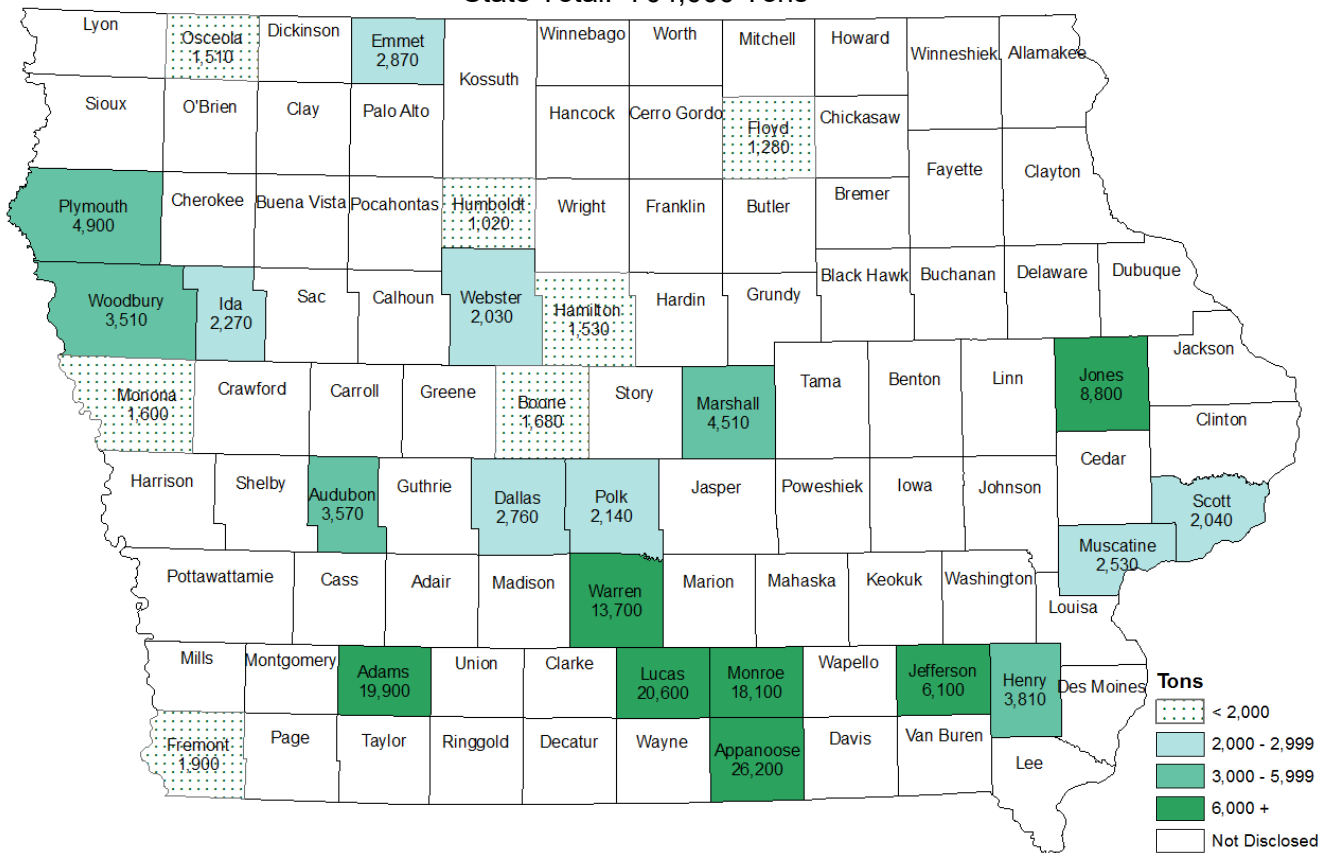 Lyon
Osceola
1,510
Dickinson
Emmet
2,870
Kossuth
Winnebago
Worth
Mitchell
Howard
Winneshiek
Allamakee
Sioux
O'Brien
Clay
Palo Alto
Hancock
Cerro Gordo
Floyd
1,280
Chickasaw
Fayette
Clayton
Plymouth
4,900
Cherokee
Buena Vista
Pocahontas
Humboldt
1,020
Wright
Franklin
Butler
Bremer
Woodbury
3,510
Ida
2,270
Sac
Calhoun
Webster
2,030
Hamilton
1,530
Hardin
Grundy
Black Hawk
Buchanan
Delaware
Dubuque
Monona
1,600
Crawford
Carroll
Greene
Boone
1,680
Story
Marshall
4,510
Tama
Benton
Linn
Jones
8,800
Jackson
Clinton
Harrison
Shelby
Audubon
3,570
Guthrie
Dallas
2,760
Polk
2,140
Jasper
Poweshiek
Iowa
Johnson
Cedar
Scott
2,040
Muscatine
2,530
Pottawattamie
Cass
Adair
Madison
Warren
13,700
Marion
Mahaska
Keokuk
Washington
Louisa
Mills
Montgomery
Adams
19,900
Union
Clarke
Lucas
20,600
Monroe
18,100
Wapello
Jefferson
6,100
Henry
3,810
Des Moines
Fremont
1,900
Page
Taylor
Ringgold
Decatur
Wayne
Appanoose
26,200
Davis
Van Buren
Lee
Tons
< 2,000
2,000 - 2,999
3,000 - 5,999
6,000 +
Not Disclosed